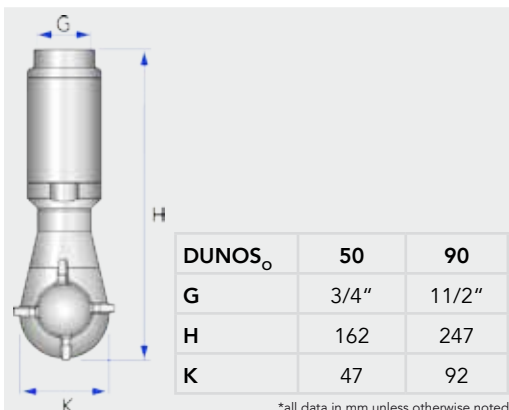 G
H
K
DUNOSO 50 90
G 3/4“ 11/2“
H 162 247
K 47 92
*all data in mm unless otherwise noted